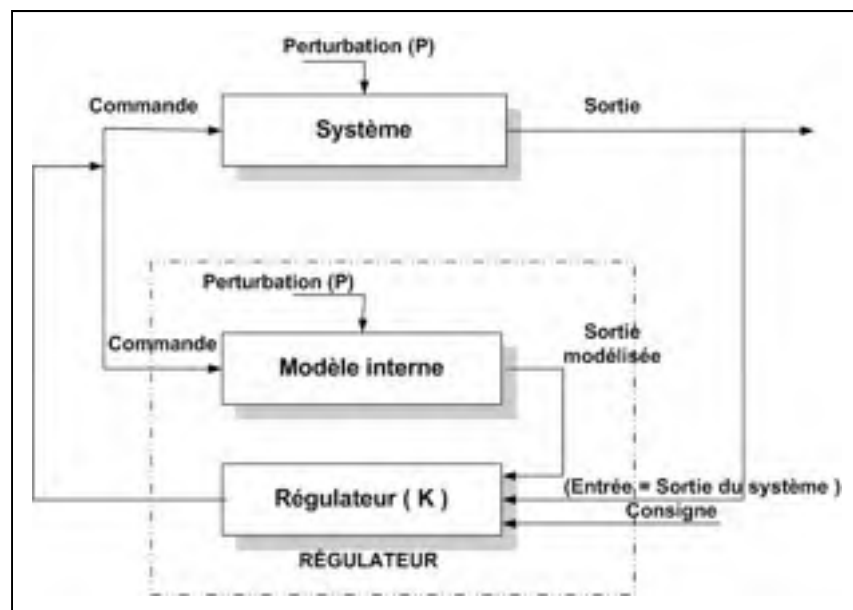 Perturbation (P)
Commande
Système
Sortie
Perturbation (P)
Commande
Modèle interne
Sortie
modélisée
Régulateur ( K )
(Entrée = Sortie du système )
Consigne
RÉGULATEUR